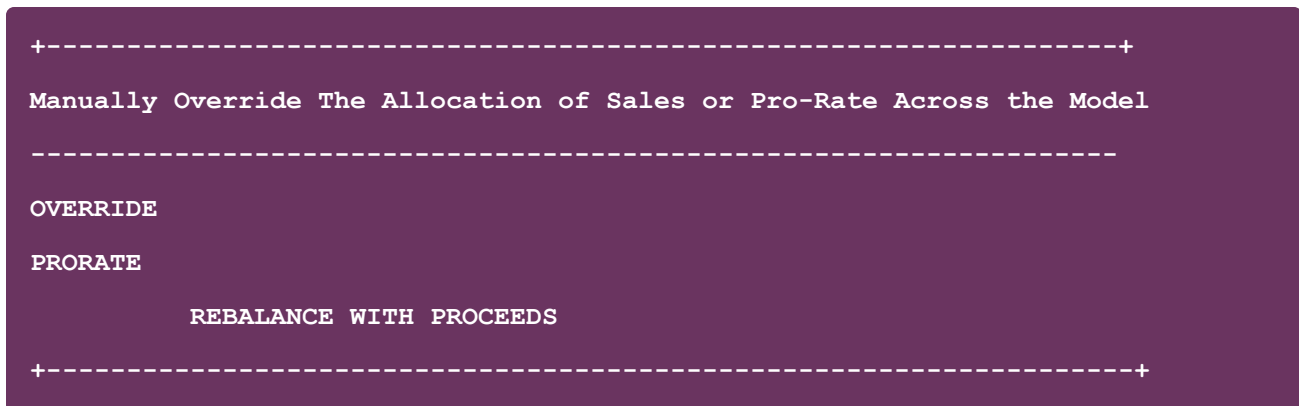 +-------------------------------------------------------------------+
Manually Override The Allocation of Sales or Pro-Rate Across the Model
--------------------------------------------------------------------
OVERRIDE
PRORATE
REBALANCE WITH PROCEEDS
+--------------------------------------------------------------------+